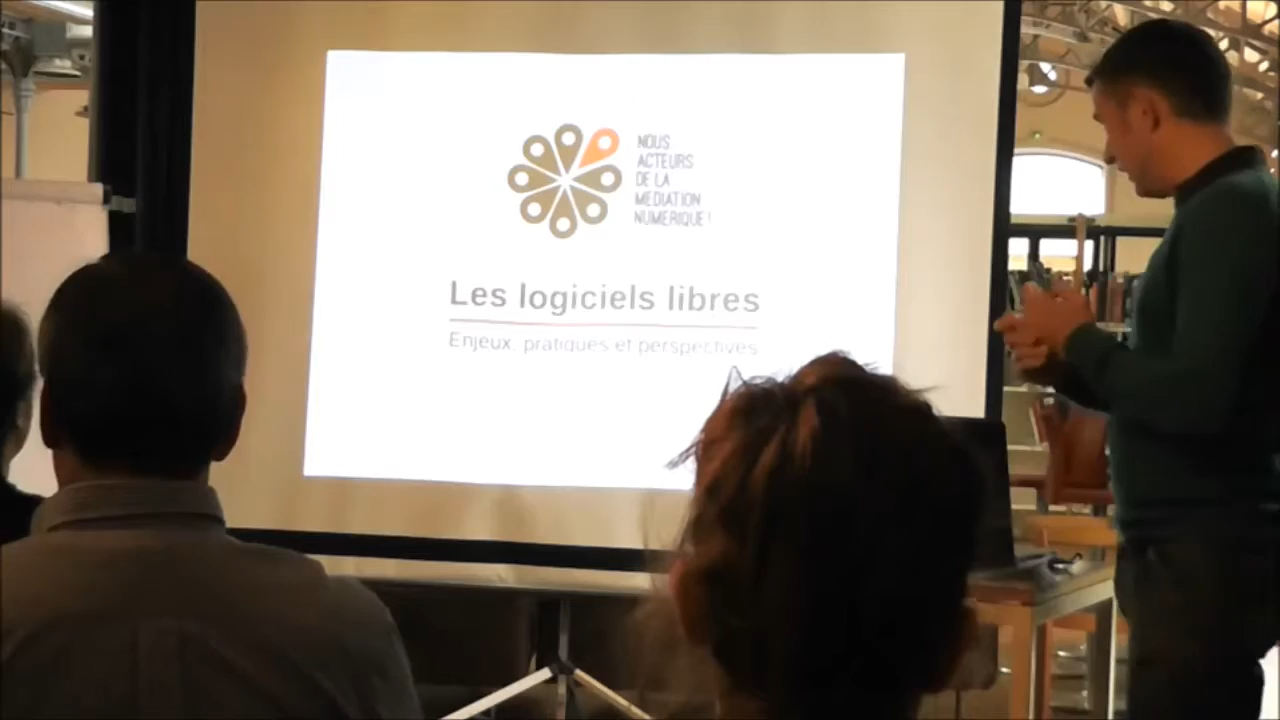 NOUS
ACTEURS
DE LA
MEDIATION
NUMERIQUE!
Les logiciels libres
Enjeux, pratiques et perspectives